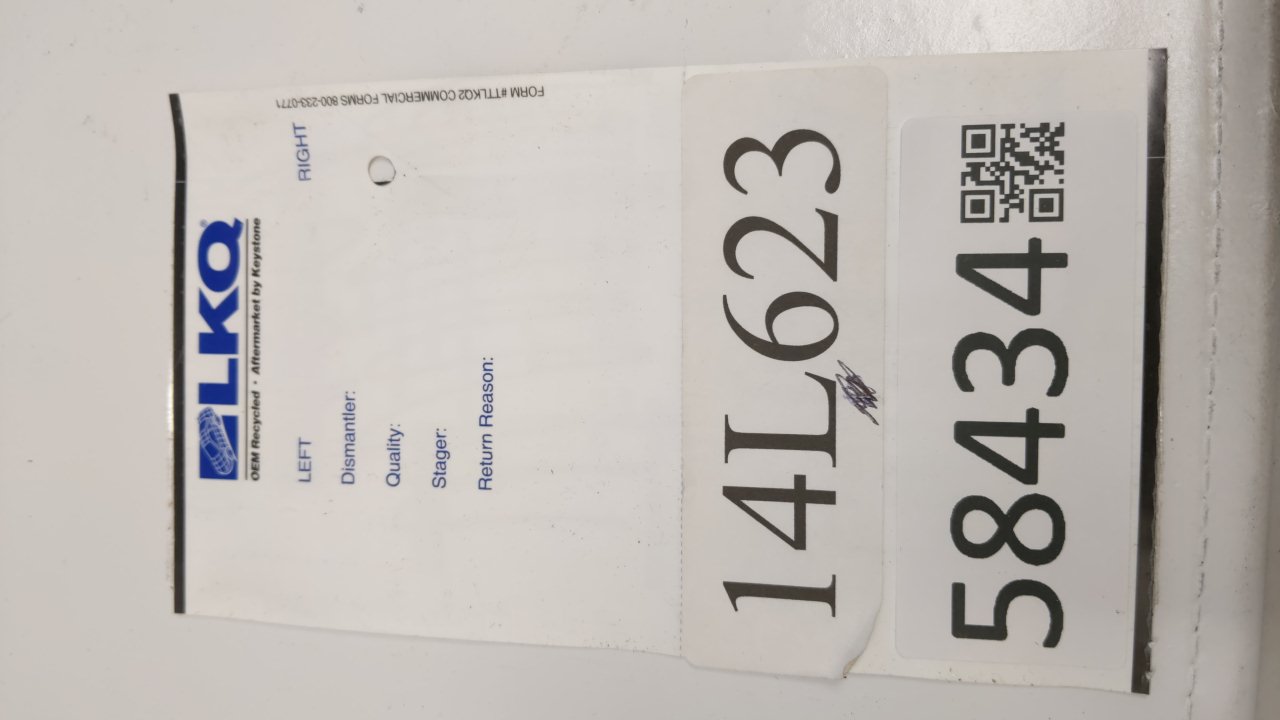 LKQ®
OEM Recycled • Aftermarket by Keystone
LEFT RIGHT
Dismantler:
Quality:
Stager:
Return Reason:
FORM #TTLKQ2 COMMERCIAL FORMS 800-233-0771
14L623
58434